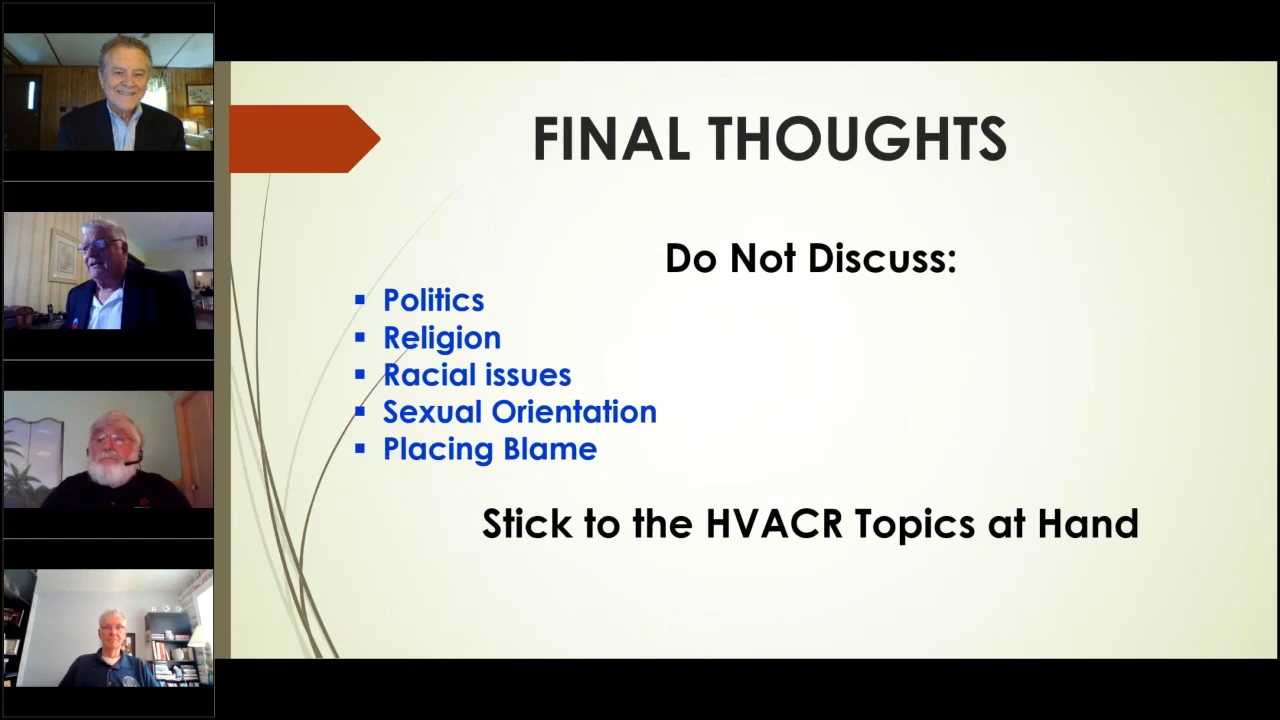 FINAL THOUGHTS
Do Not Discuss:
▪ Politics
▪ Religion
▪ Racial issues
▪ Sexual Orientation
▪ Placing Blame
Stick to the HVACR Topics at Hand